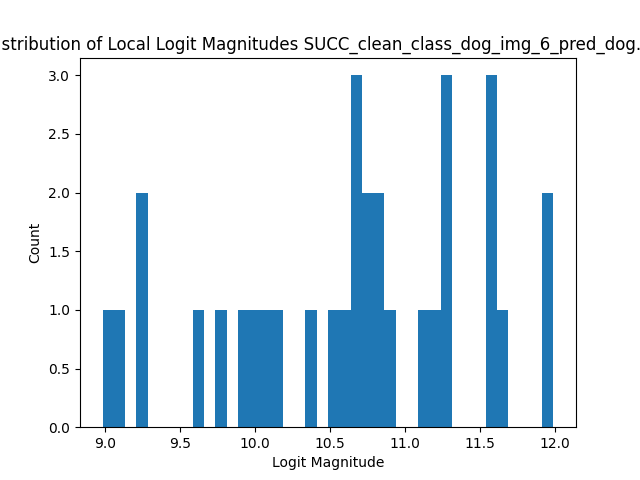 stribution of Local Logit Magnitudes SUCC_clean_class_dog_img_6_pred_dog.
3.0
2.5
2.0
1.5
1.0
0.5
0.0
Count
9.0 9.5 10.0 10.5 11.0 11.5 12.0
Logit Magnitude